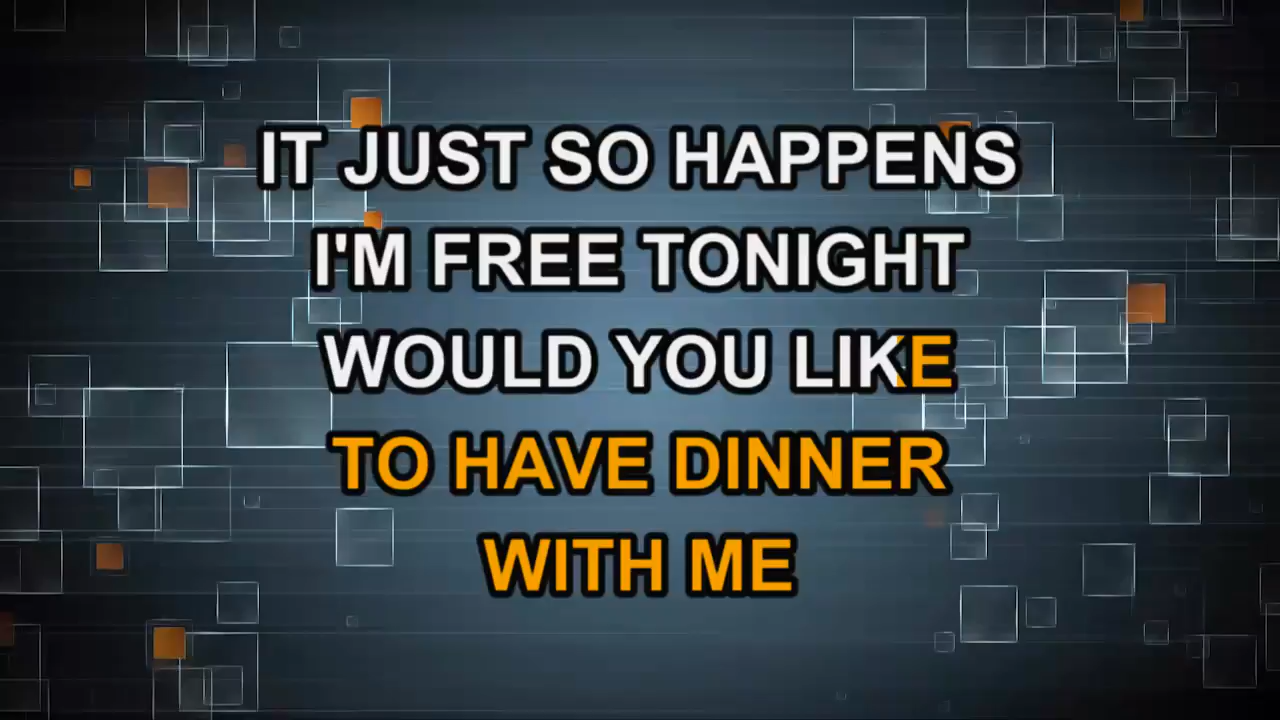 IT JUST SO HAPPENS
I'M FREE TONIGHT
WOULD YOU LIKE
TO HAVE DINNER
WITH ME